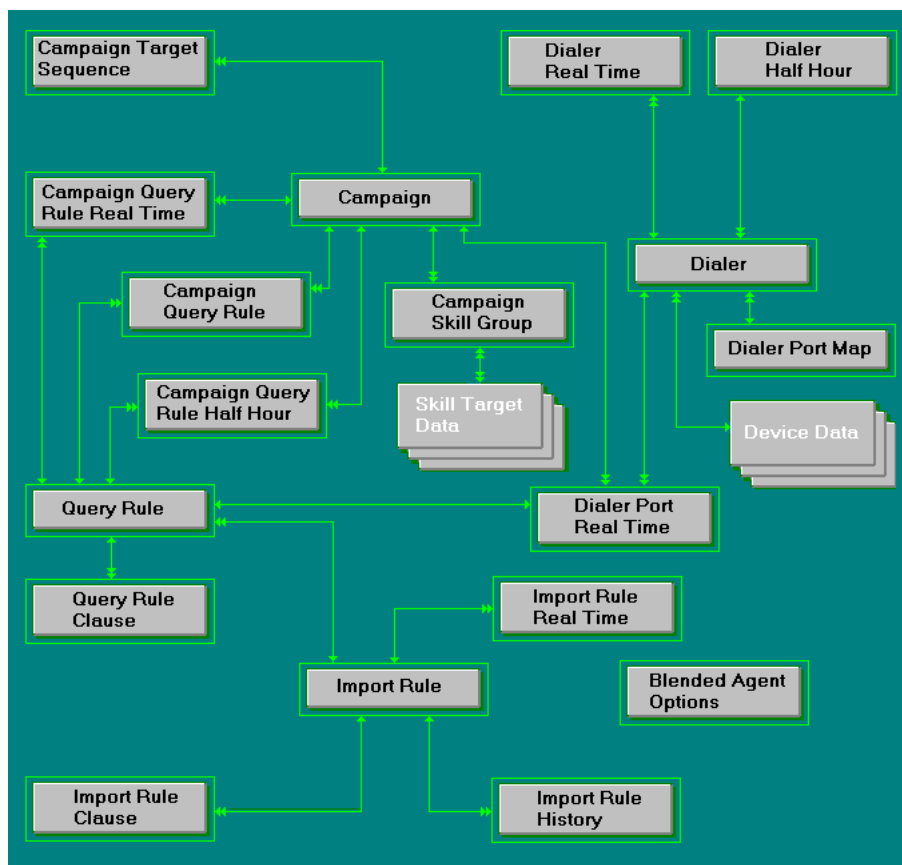 Campaign Target
Sequence
Dialer
Real Time
Dialer
Half Hour
Campaign Query
Rule Real Time
Campaign
Dialer
Campaign
Query Rule
Campaign
Skill Group
Dialer Port Map
Campaign Query
Rule Half Hour
Skill Target
Data
Device Data
Query Rule
Dialer Port
Real Time
Query Rule
Clause
Import Rule
Real Time
Import Rule
Blended Agent
Options
Import Rule
Clause
Import Rule
History